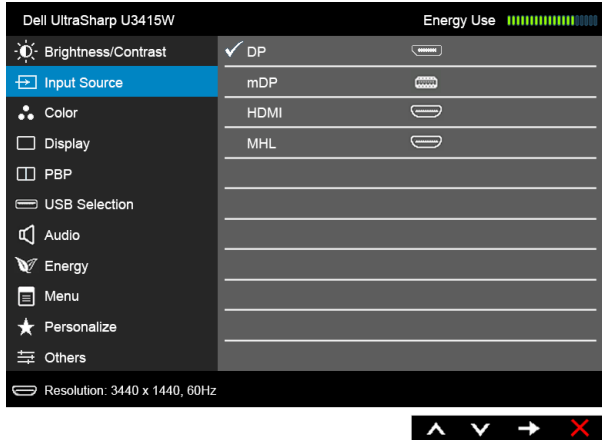 Dell UltraSharp U3415W
Energy Use
Brightness/Contrast
Input Source
Color
Display
PBP
USB Selection
Audio
Energy
Menu
Personalize
Others
DP
mDP
HDMI
MHL
Resolution: 3440 x 1440, 60Hz